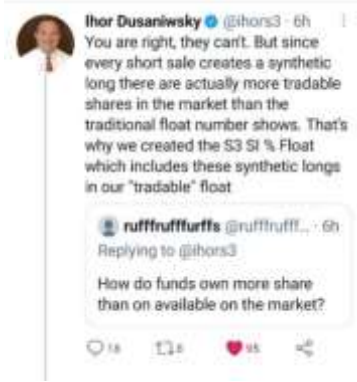 Ihor Dusaniwsky @ihors3 · 6h
You are right, they can't. But since
every short sale creates a synthetic
long there are actually more tradable
shares in the market than the
traditional float number shows. That's
why we created the S3 SI % Float
which includes these synthetic longs
in our "tradable" float
rufffrufffurffs @rufffrufff... · 6h
Replying to @ihors3
How do funds own more share
than on available on the market?
18 6 95